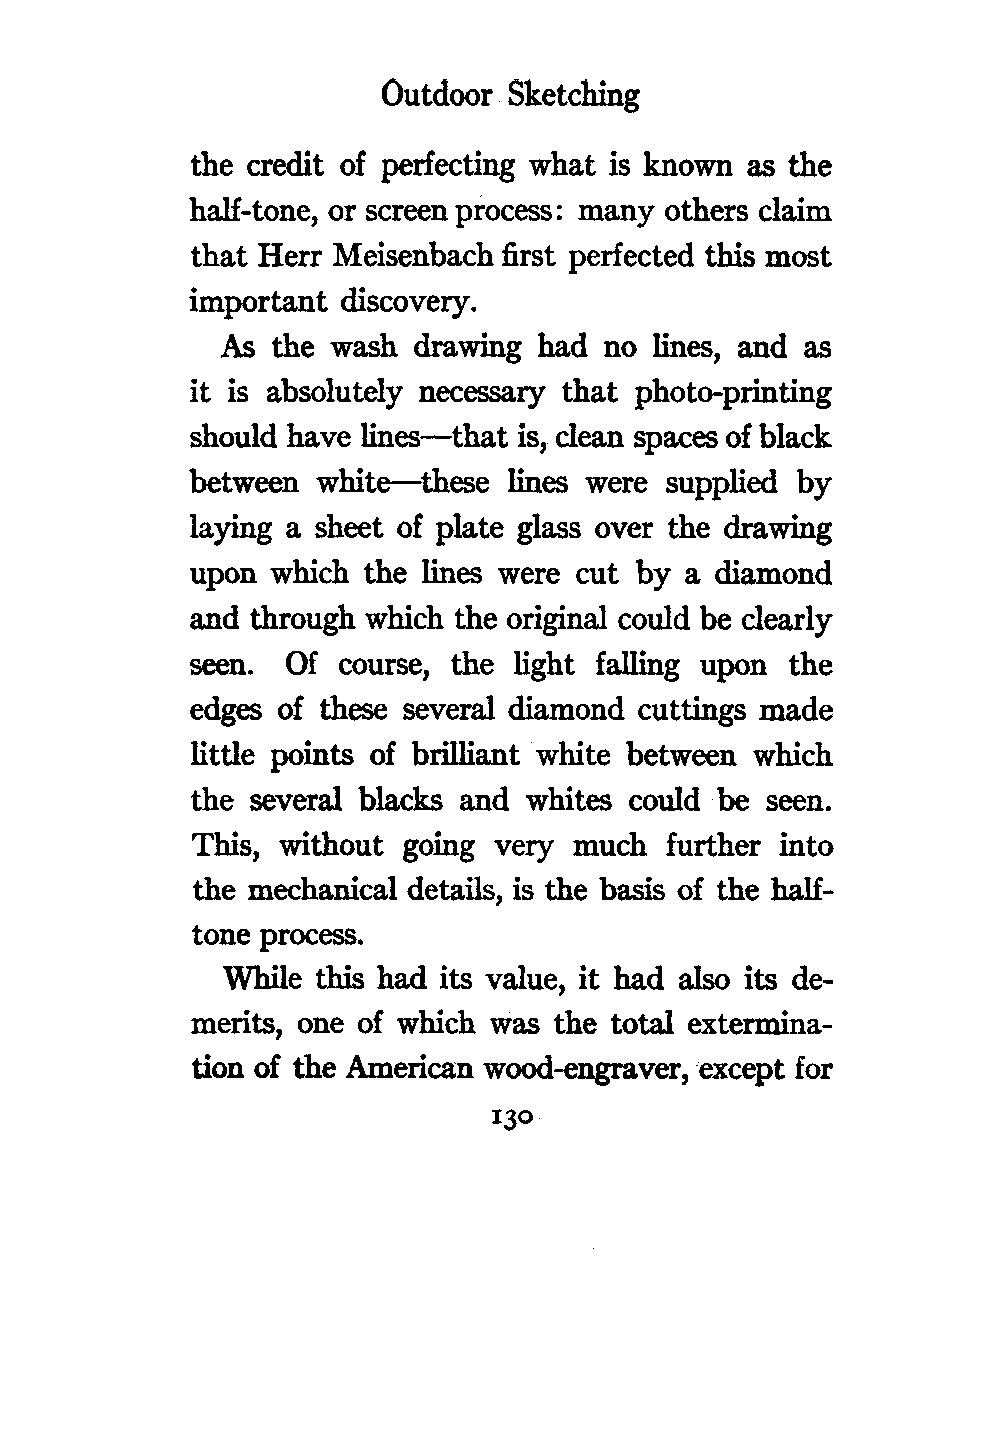 Outdoor Sketching
the credit of perfecting what is known as the
half-tone, or screen process: many others claim
that Herr Meisenbach first perfected this most
important discovery.
As the wash drawing had no lines, and as
it is absolutely necessary that photo-printing
should have lines—that is, clean spaces of black
between white—these lines were supplied by
laying a sheet of plate glass over the drawing
upon which the lines were cut by a diamond
and through which the original could be clearly
seen. Of course, the light falling upon the
edges of these several diamond cuttings made
little points of brilliant white between which
the several blacks and whites could be seen.
This, without going very much further into
the mechanical details, is the basis of the half-
tone process.
While this had its value, it had also its de-
merits, one of which was the total extermina-
tion of the American wood-engraver, except for
130